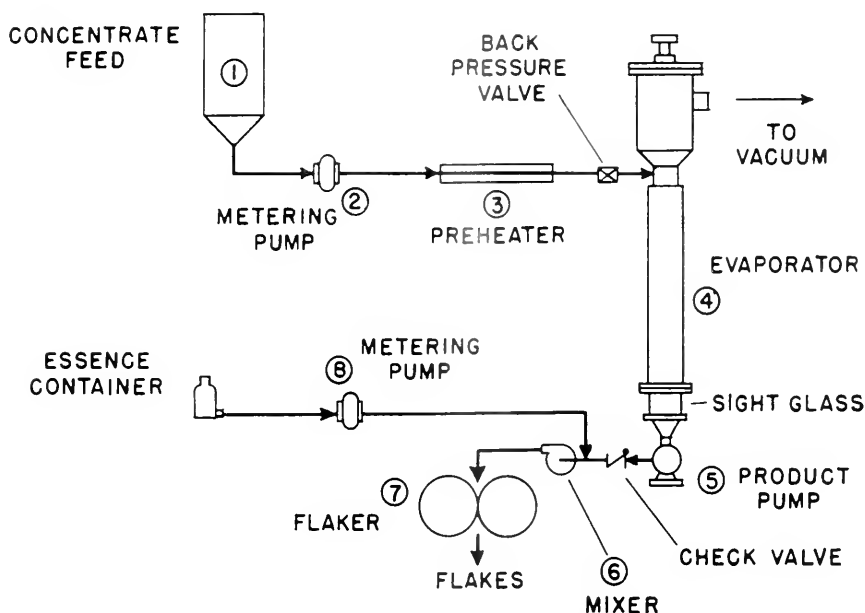 CONCENTRATE
FEED
①
BACK
PRESSURE
VALVE
TO
VACUUM
②
METERING
PUMP
③
PREHEATER
EVAPORATOR
④
ESSENCE
CONTAINER
⑧
METERING
PUMP
SIGHT GLASS
⑤ PRODUCT
PUMP
⑦
FLAKER
FLAKES
⑥
MIXER
CHECK VALVE